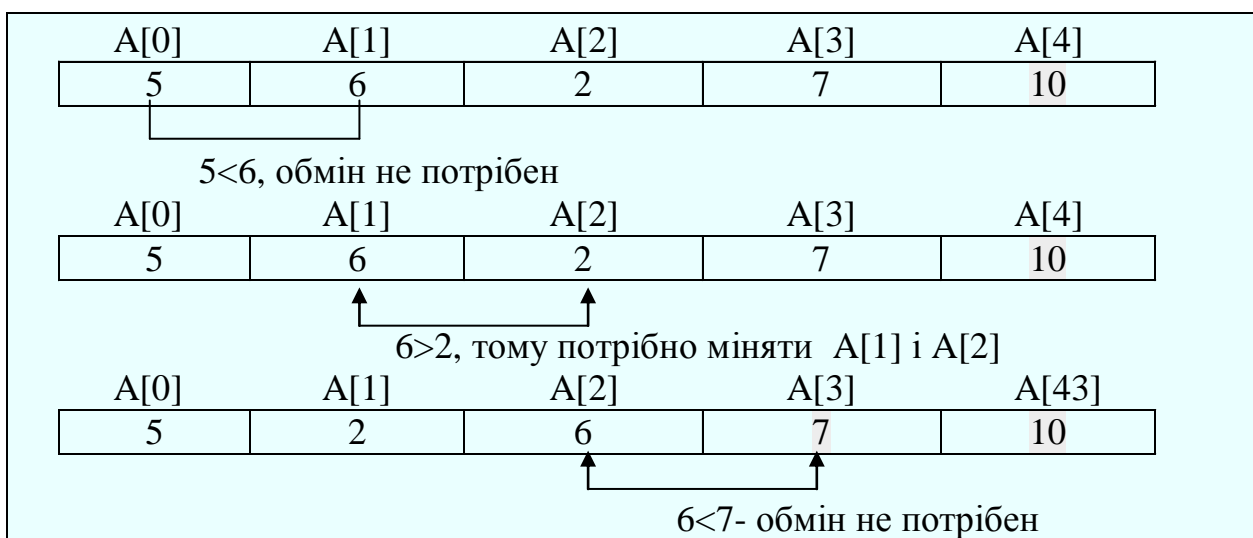 A[0] A[1] A[2] A[3] A[4]
5 6 2 7 10
5<6, обмін не потрібен
A[0] A[1] A[2] A[3] A[4]
5 6 2 7 10
6>2, тому потрібно міняти A[1] і A[2]
A[0] A[1] A[2] A[3] A[43]
5 2 6 7 10
6<7- обмін не потрібен